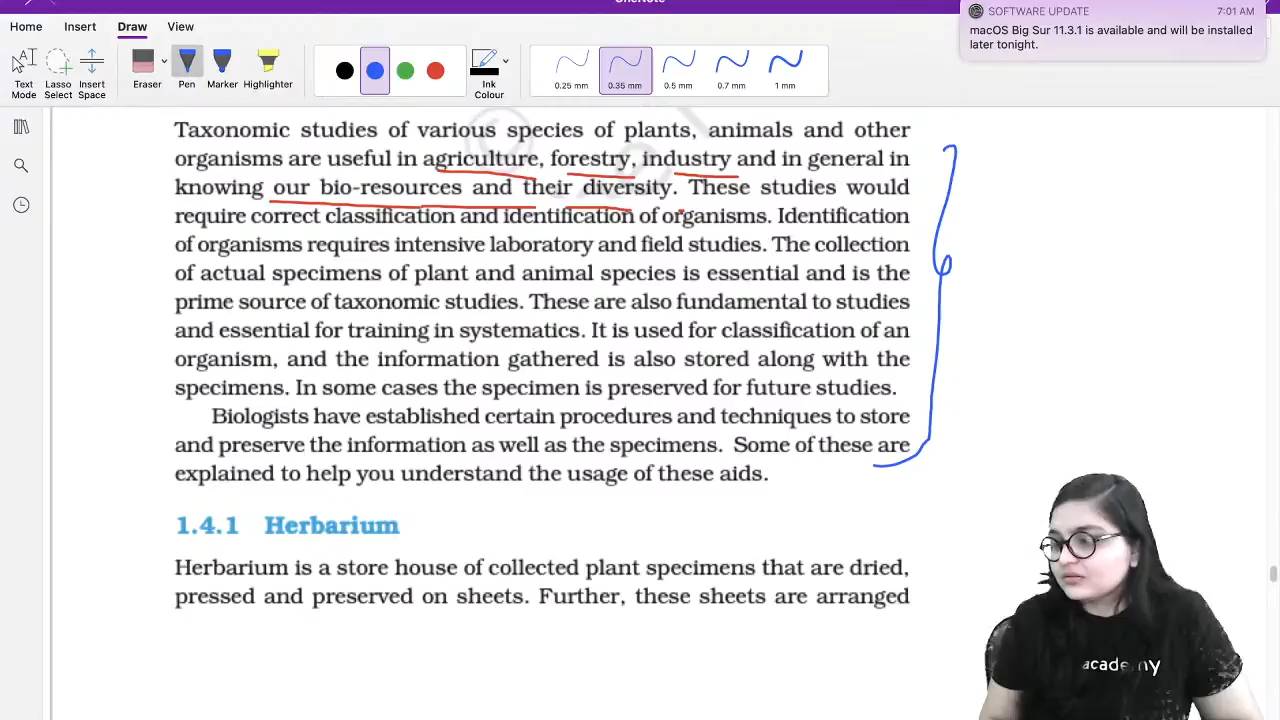 OneNote
Home Insert Draw View
SOFTWARE UPDATE 7:01 AM
macOS Big Sur 11.3.1 is available and will be installed
later tonight.
Text Mode
Lasso Select
Insert Space
Eraser
Pen
Marker
Highlighter
Ink Colour
0.25 mm
0.35 mm
0.5 mm
0.7 mm
1 mm
Taxonomic studies of various species of plants, animals and other
organisms are useful in agriculture, forestry, industry and in general in
knowing our bio-resources and their diversity. These studies would
require correct classification and identification of organisms. Identification
of organisms requires intensive laboratory and field studies. The collection
of actual specimens of plant and animal species is essential and is the
prime source of taxonomic studies. These are also fundamental to studies
and essential for training in systematics. It is used for classification of an
organism, and the information gathered is also stored along with the
specimens. In some cases the specimen is preserved for future studies.
Biologists have established certain procedures and techniques to store
and preserve the information as well as the specimens. Some of these are
explained to help you understand the usage of these aids.
1.4.1 Herbarium
Herbarium is a store house of collected plant specimens that are dried,
pressed and preserved on sheets. Further, these sheets are arranged
academy